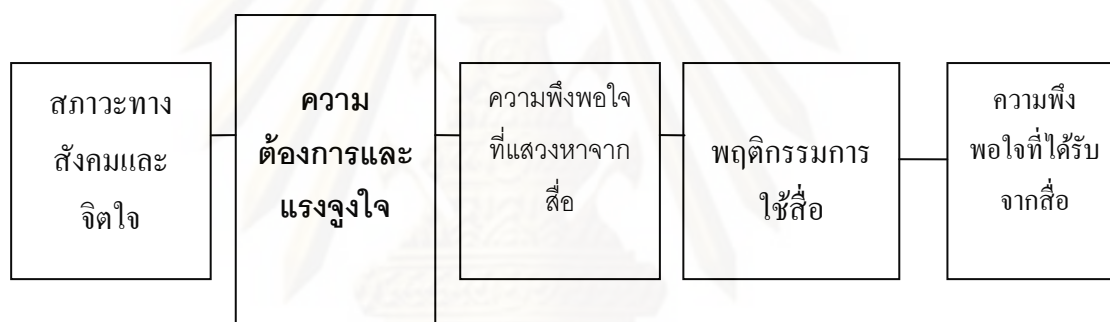 สภาวะทาง
สังคมและ
จิตใจ
ความ
ต้องการและ
แรงจูงใจ
ความพึงพอใจ
ที่แสวงหาจาก
สื่อ
พฤติกรรมการ
ใช้สื่อ
ความพึง
พอใจที่ได้รับ
จากสื่อ